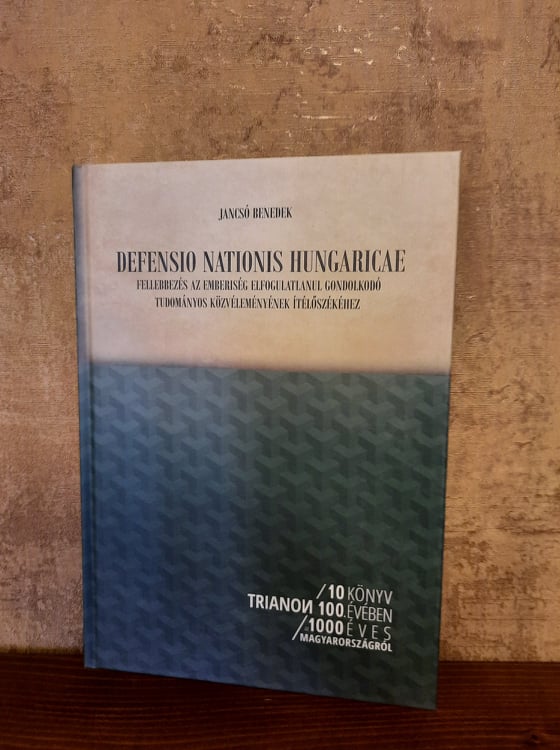 JANCSÓ BENEDEK
DEFENSIO NATIONIS HUNGARICAE
FELLEBBEZÉS AZ EMBERISÉG ELFOGULATLANUL GONDOLKODÓ
TUDOMÁNYOS KÖZVÉLEMÉNYÉNEK ÍTÉLŐSZÉKÉHEZ
/10 KÖNYV
TRIANON 100. ÉVÉBEN
/1000 ÉVES
MAGYARORSZÁGRÓL